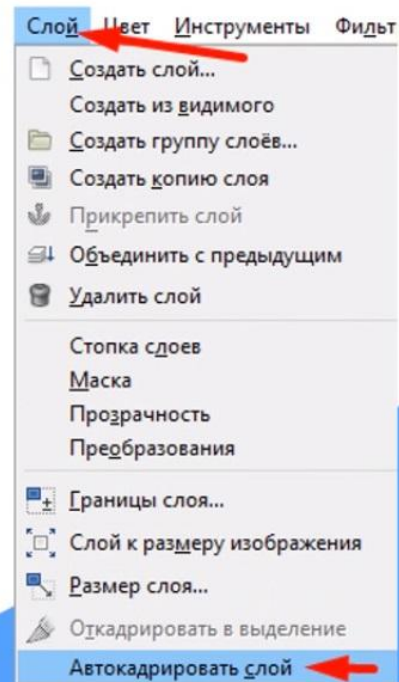 Слой Цвет Инструменты Фильт
Создать слой...
Создать из видимого
Создать группу слоёв...
Создать копию слоя
Прикрепить слой
Объединить с предыдущим
Удалить слой
Стопка слоев
Маска
Прозрачность
Преобразования
Границы слоя...
Слой к размеру изображения
Размер слоя...
Откадрировать в выделение
Автокадрировать слой